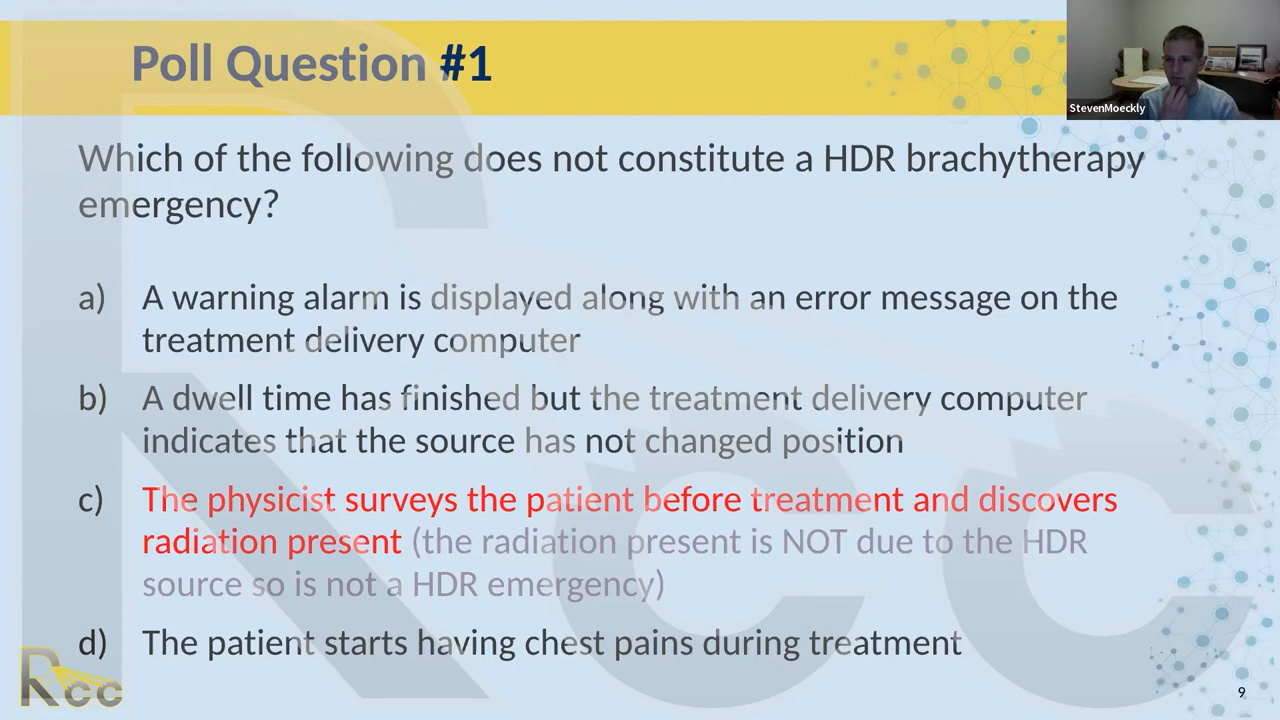 Poll Question #1
StevenMoeckly
Which of the following does not constitute a HDR brachytherapy
emergency?
a) A warning alarm is displayed along with an error message on the
treatment delivery computer
b) A dwell time has finished but the treatment delivery computer
indicates that the source has not changed position
c) The physicist surveys the patient before treatment and discovers
radiation present (the radiation present is NOT due to the HDR
source so is not a HDR emergency)
d) The patient starts having chest pains during treatment
Rcc
Rcc
9